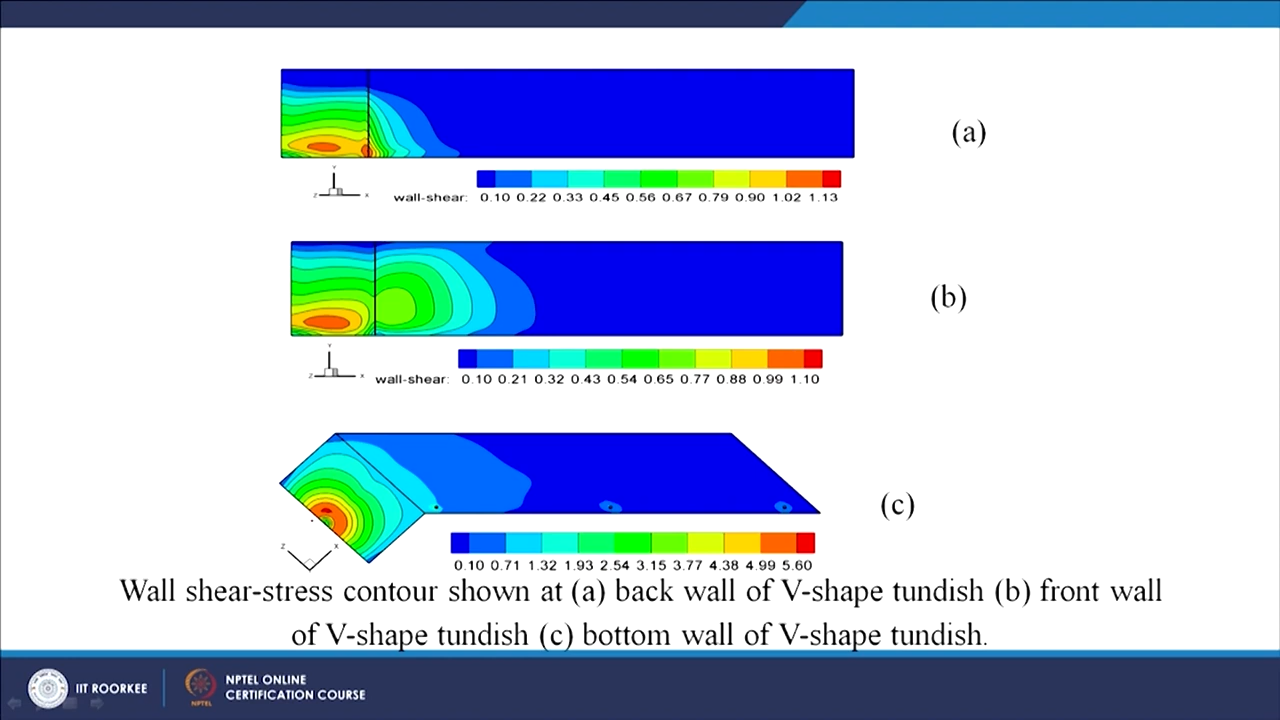 (a)
Y
Z X
wall-shear: 0.10 0.22 0.33 0.45 0.56 0.67 0.79 0.90 1.02 1.13
(b)
Y
Z X
wall-shear: 0.10 0.21 0.32 0.43 0.54 0.65 0.77 0.88 0.99 1.10
(c)
Z X
0.10 0.71 1.32 1.93 2.54 3.15 3.77 4.38 4.99 5.60
Wall shear-stress contour shown at (a) back wall of V-shape tundish (b) front wall
of V-shape tundish (c) bottom wall of V-shape tundish.
IIT ROORKEE
NPTEL
NPTEL ONLINE
CERTIFICATION COURSE